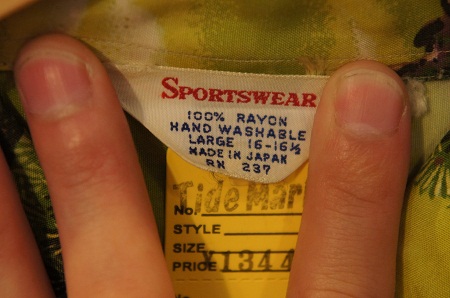 SPORTSWEAR
100% RAYON
HAND WASHABLE
LARGE 16-16½
MADE IN JAPAN
RN 237
Tide Mar
No.
STYLE
SIZE
PRICE ¥1344